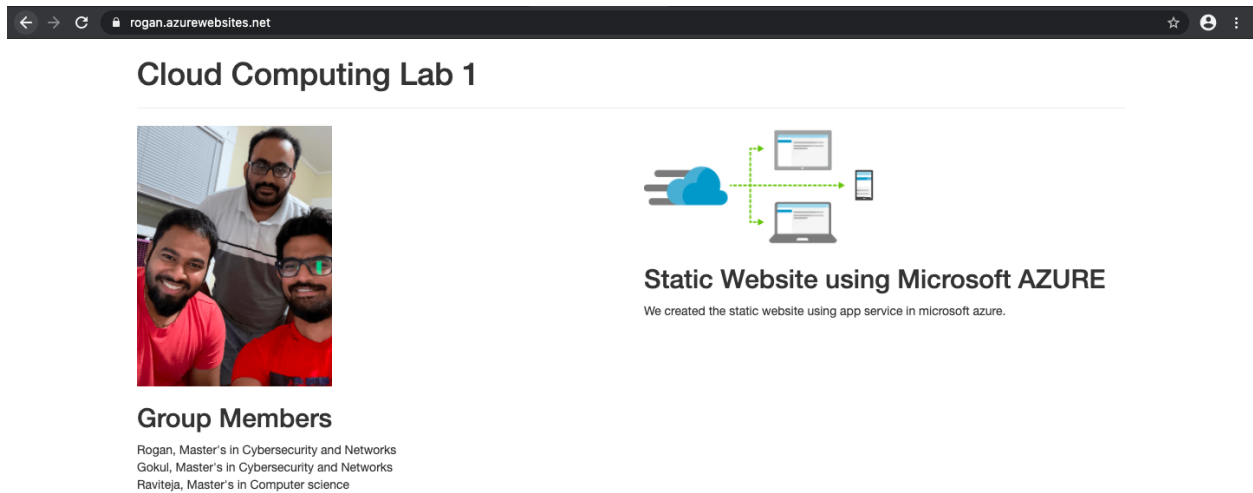 rogan.azurewebsites.net
Cloud Computing Lab 1
Group Members
Rogan, Master's in Cybersecurity and Networks
Gokul, Master's in Cybersecurity and Networks
Raviteja, Master's in Computer science
Static Website using Microsoft AZURE
We created the static website using app service in microsoft azure.